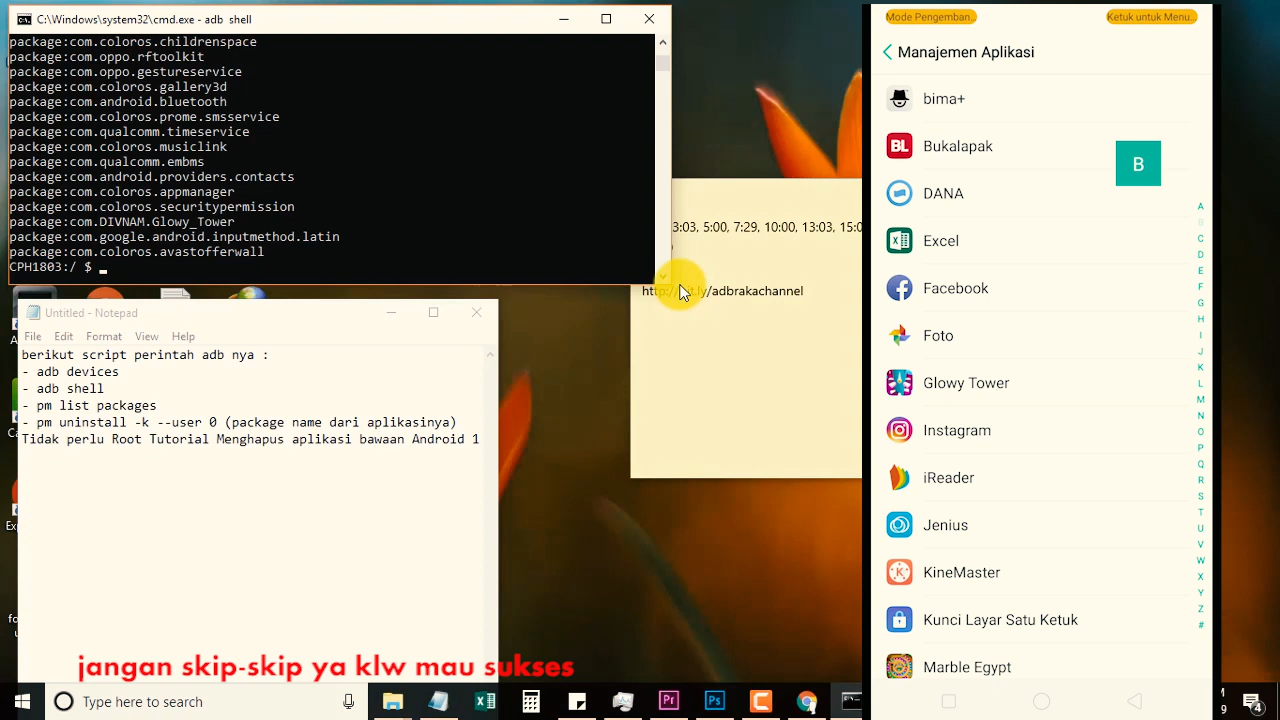 C:\Windows\system32\cmd.exe - adb shell
package:com.coloros.childrenspace
package:com.oppo.rftoolkit
package:com.oppo.gestureservice
package:com.coloros.gallery3d
package:com.android.bluetooth
package:com.coloros.prome.smsservice
package:com.qualcomm.timeservice
package:com.coloros.musiclink
package:com.qualcomm.embms
package:com.android.providers.contacts
package:com.coloros.appmanager
package:com.coloros.securitypermission
package:com.DIVNAM.Glowy_Tower
package:com.google.android.inputmethod.latin
package:com.coloros.avastofferwall
CPH1803:/ $
3:03, 5:00, 7:29, 10:00, 13:03, 15:0
Untitled - Notepad
File Edit Format View Help
berikut script perintah adb nya :
- adb devices
- adb shell
- pm list packages
- pm uninstall -k --user 0 (package name dari aplikasinya)
Tidak perlu Root Tutorial Menghapus aplikasi bawaan Android 1
jangan skip-skip ya klw mau sukses
Type here to search
Mode Pengemban...
Ketuk untuk Menu...
Manajemen Aplikasi
bima+
BL Bukalapak
B
DANA
Excel
Facebook
Foto
Glowy Tower
Instagram
iReader
Jenius
K KineMaster
Kunci Layar Satu Ketuk
Marble Egypt
A
B
C
D
E
F
G
H
I
J
K
L
M
N
O
P
Q
R
S
T
U
V
W
X
Y
Z
#
Pr
Ps
4